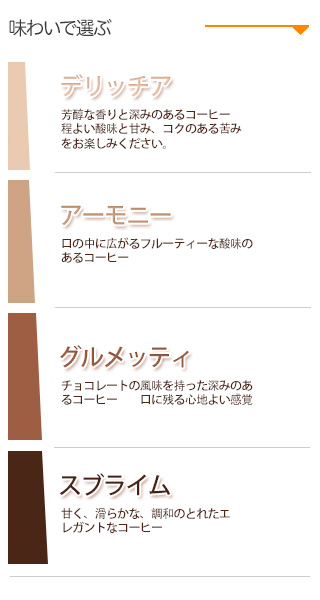 味わいで選ぶ
デリッチア
芳醇な香りと深みのあるコーヒー
程よい酸味と甘み、コクのある苦み
をお楽しみください。
アーモニー
口の中に広がるフルーティーな酸味の
あるコーヒー
グルメッティ
チョコレートの風味を持った深みのあ
るコーヒー　　口に残る心地よい感覚
スブライム
甘く、滑らかな、調和のとれたエ
レガントなコーヒー